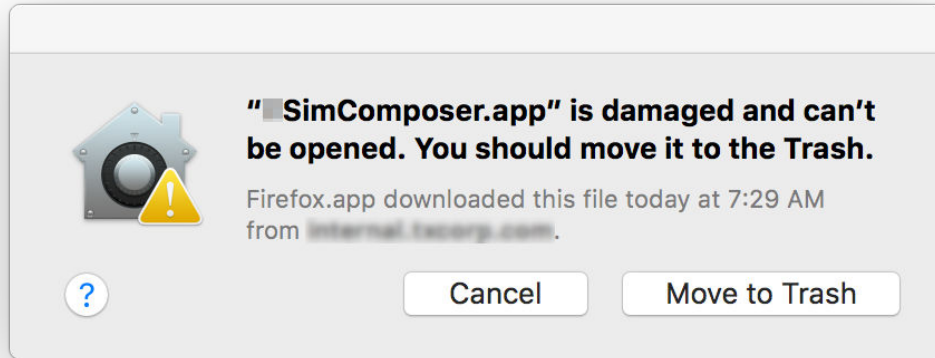 “SimComposer.app” is damaged and can’t
be opened. You should move it to the Trash.
Firefox.app downloaded this file today at 7:29 AM
from .
?
Cancel
Move to Trash